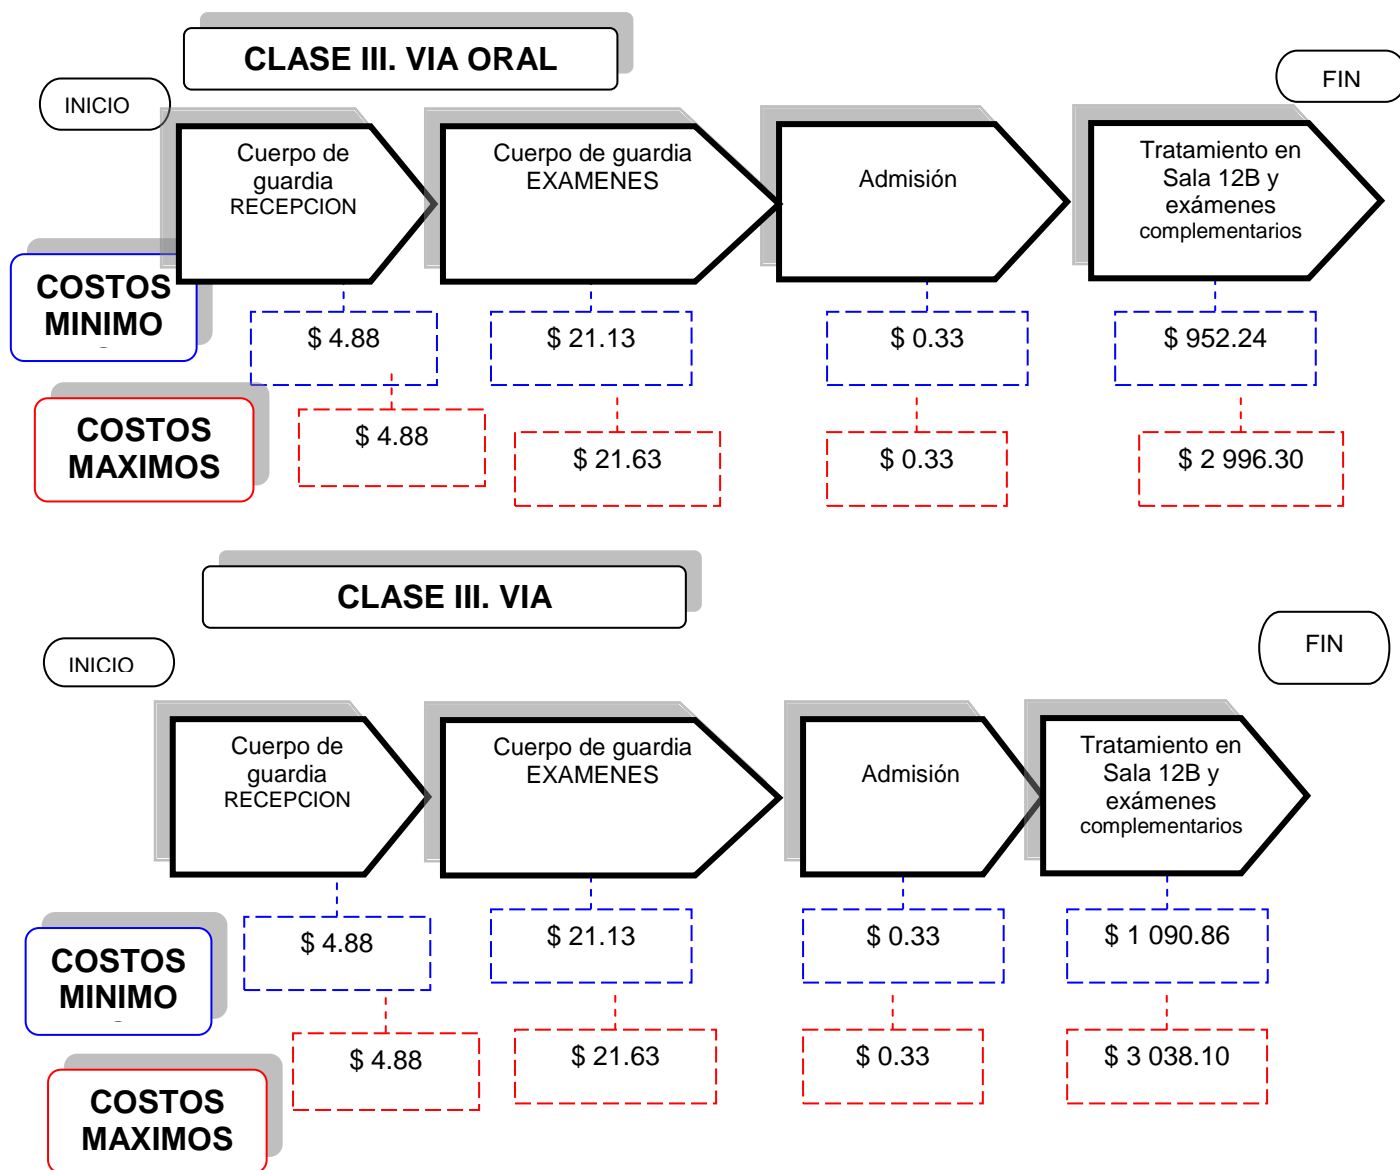 CLASE III. VIA ORAL
INICIO
FIN
Cuerpo de
guardia
RECEPCION
Cuerpo de guardia
EXAMENES
Admisión
Tratamiento en
Sala 12B y
exámenes
complementarios
COSTOS
MINIMO
$ 4.88
$ 21.13
$ 0.33
$ 952.24
COSTOS
MAXIMOS
$ 4.88
$ 21.63
$ 0.33
$ 2 996.30
CLASE III. VIA
INICIO
FIN
Cuerpo de
guardia
RECEPCION
Cuerpo de guardia
EXAMENES
Admisión
Tratamiento en
Sala 12B y
exámenes
complementarios
COSTOS
MINIMO
$ 4.88
$ 21.13
$ 0.33
$ 1 090.86
COSTOS
MAXIMOS
$ 4.88
$ 21.63
$ 0.33
$ 3 038.10